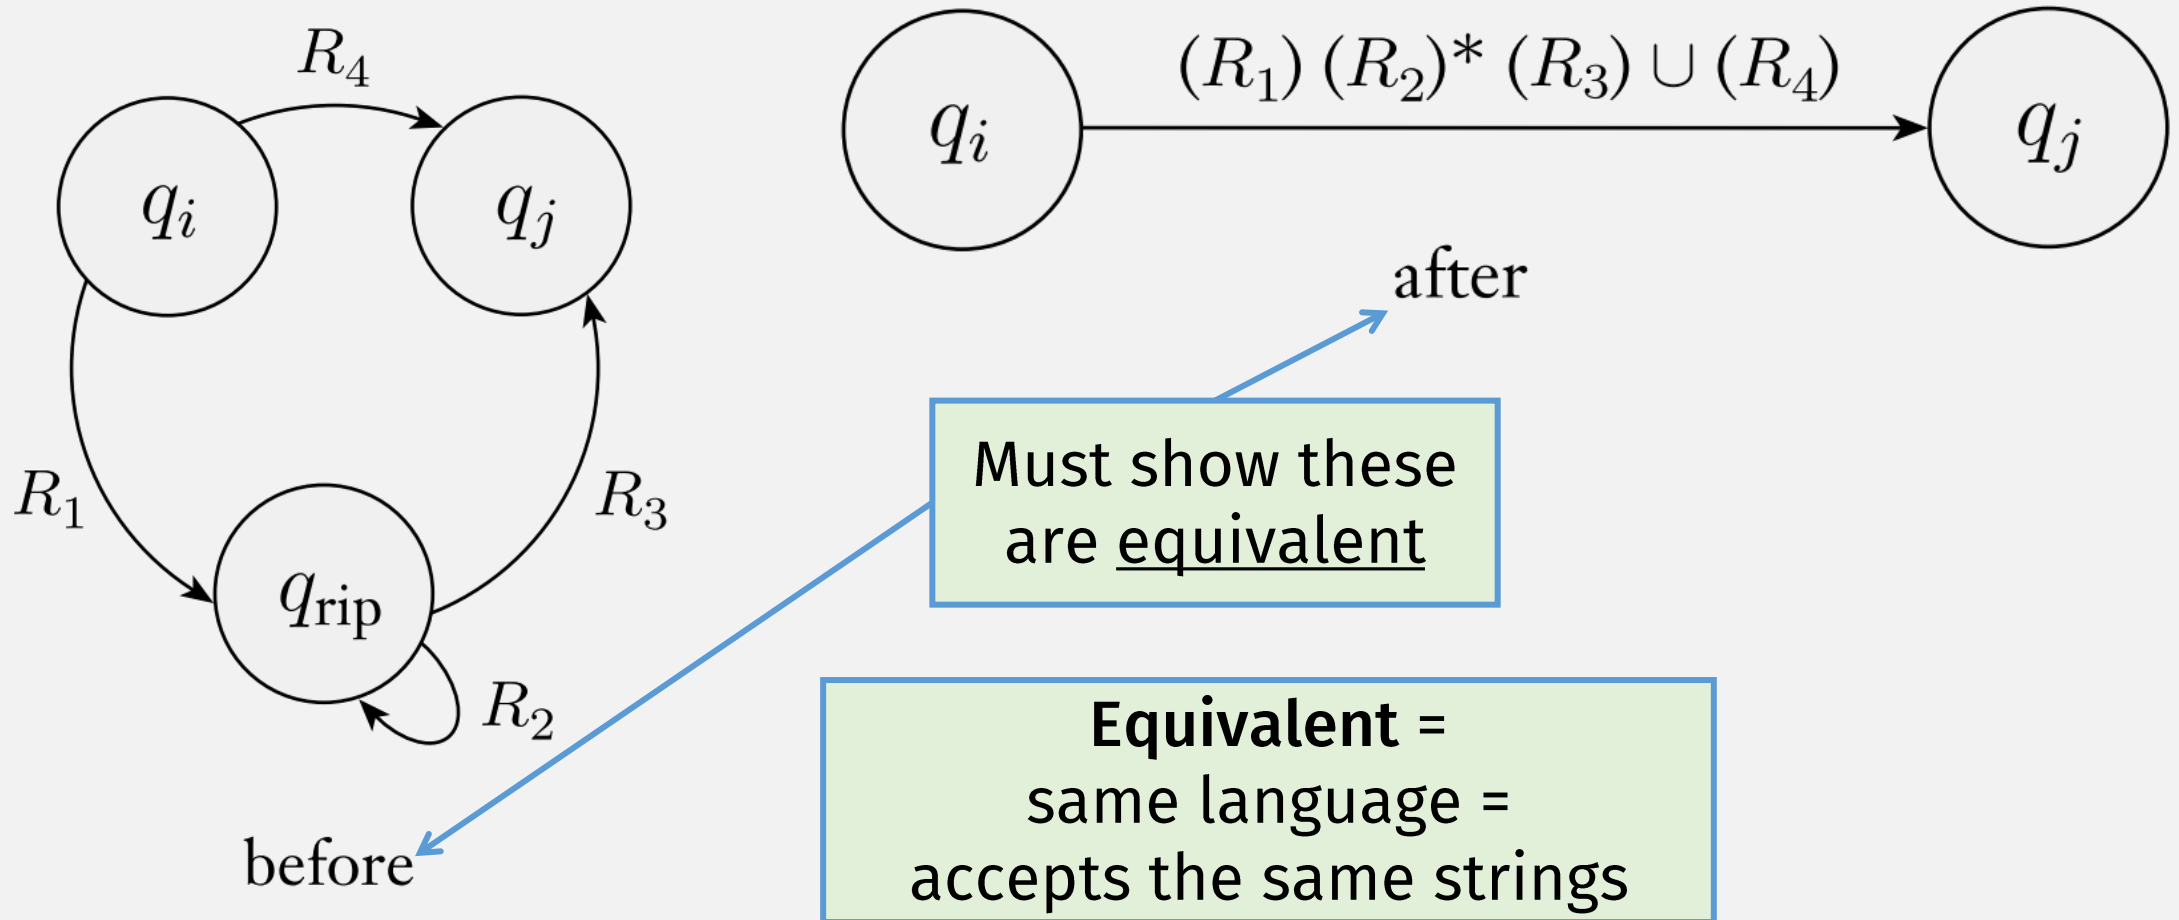 R₄
qᵢ
qⱼ
R₁
R₃
q_rip
R₂
before
qᵢ
(R₁) (R₂)* (R₃) ∪ (R₄)
qⱼ
after
Must show these
are equivalent
Equivalent =
same language =
accepts the same strings